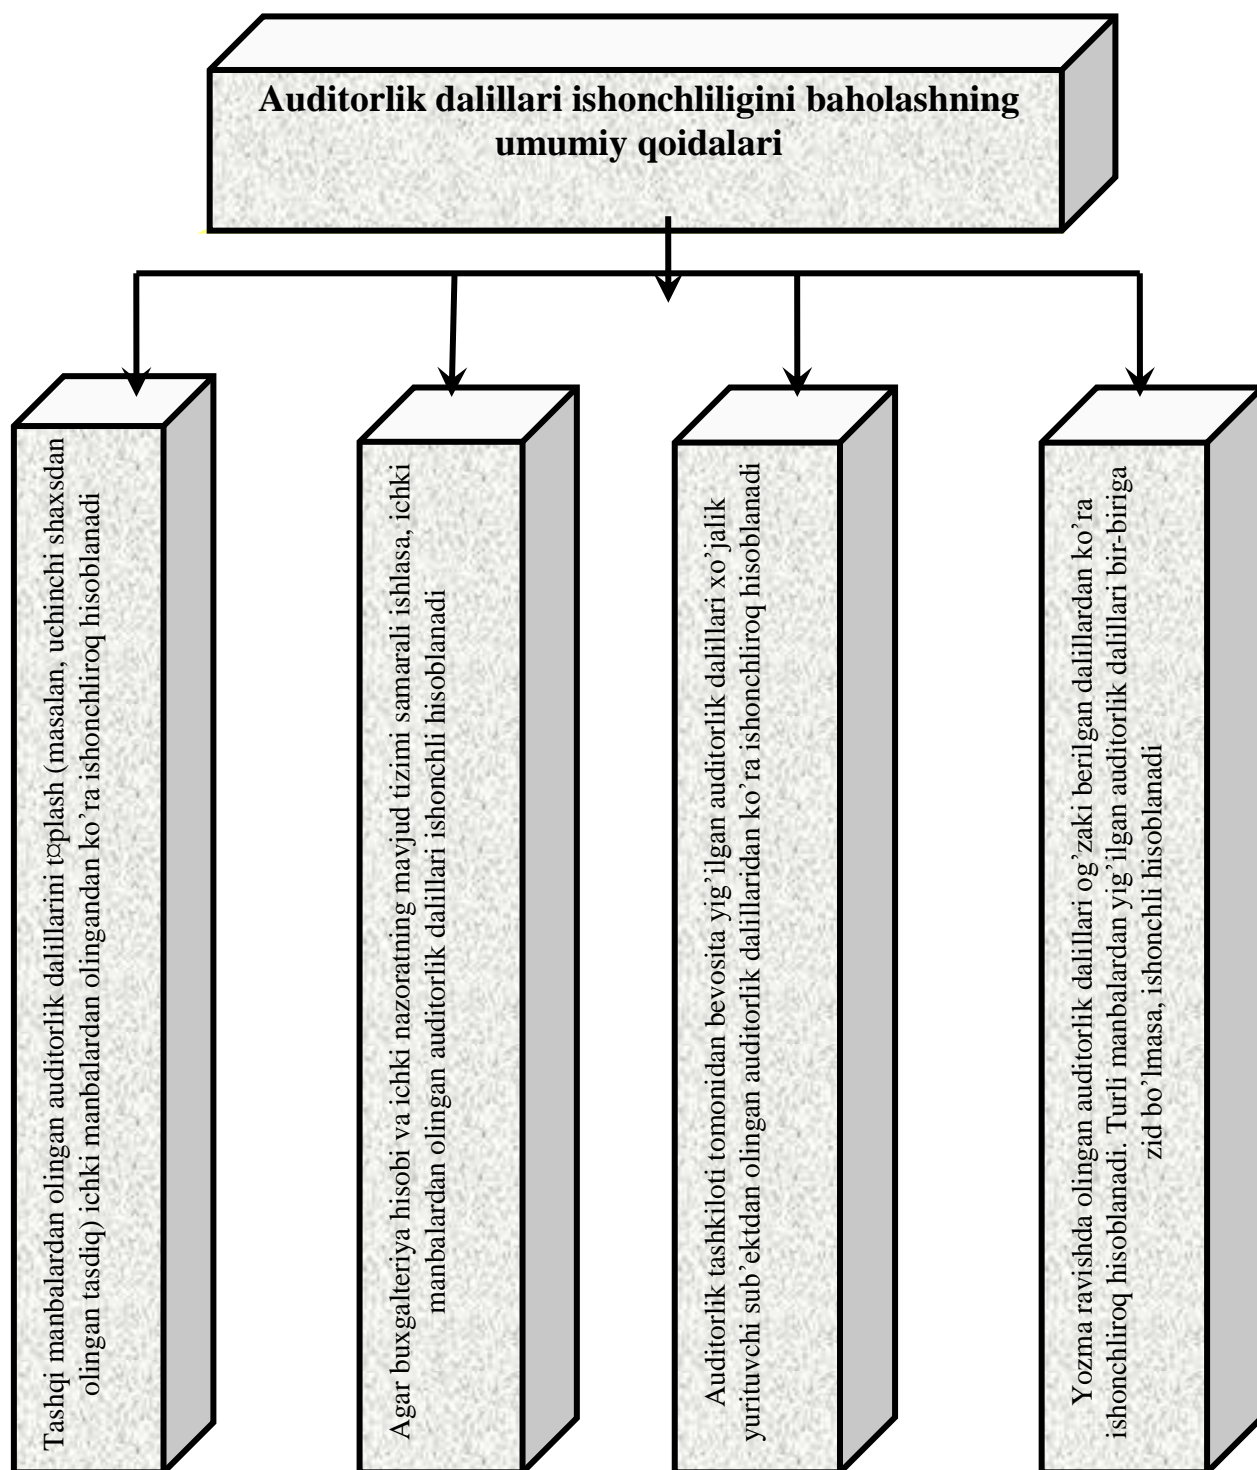 Auditorlik dalillari ishonchliligini baholashning
umumiy qoidalari
Tashqi manbalardan olingan auditorlik dalillarini t¤plash (masalan, uchinchi shaxsdan
olingan tasdiq) ichki manbalardan olingandan ko’ra ishonchliroq hisoblanadi
Agar buxgalteriya hisobi va ichki nazoratning mavjud tizimi samarali ishlasa, ichki
manbalardan olingan auditorlik dalillari ishonchli hisoblanadi
Auditorlik tashkiloti tomonidan bevosita yig’ilgan auditorlik dalillari xo’jalik
yurituvchi sub’ektdan olingan auditorlik dalillaridan ko’ra ishonchliroq hisoblanadi
Yozma ravishda olingan auditorlik dalillari og’zaki berilgan dalillardan ko’ra
ishonchliroq hisoblanadi. Turli manbalardan yig’ilgan auditorlik dalillari bir-biriga
zid bo’lmasa, ishonchli hisoblanadi